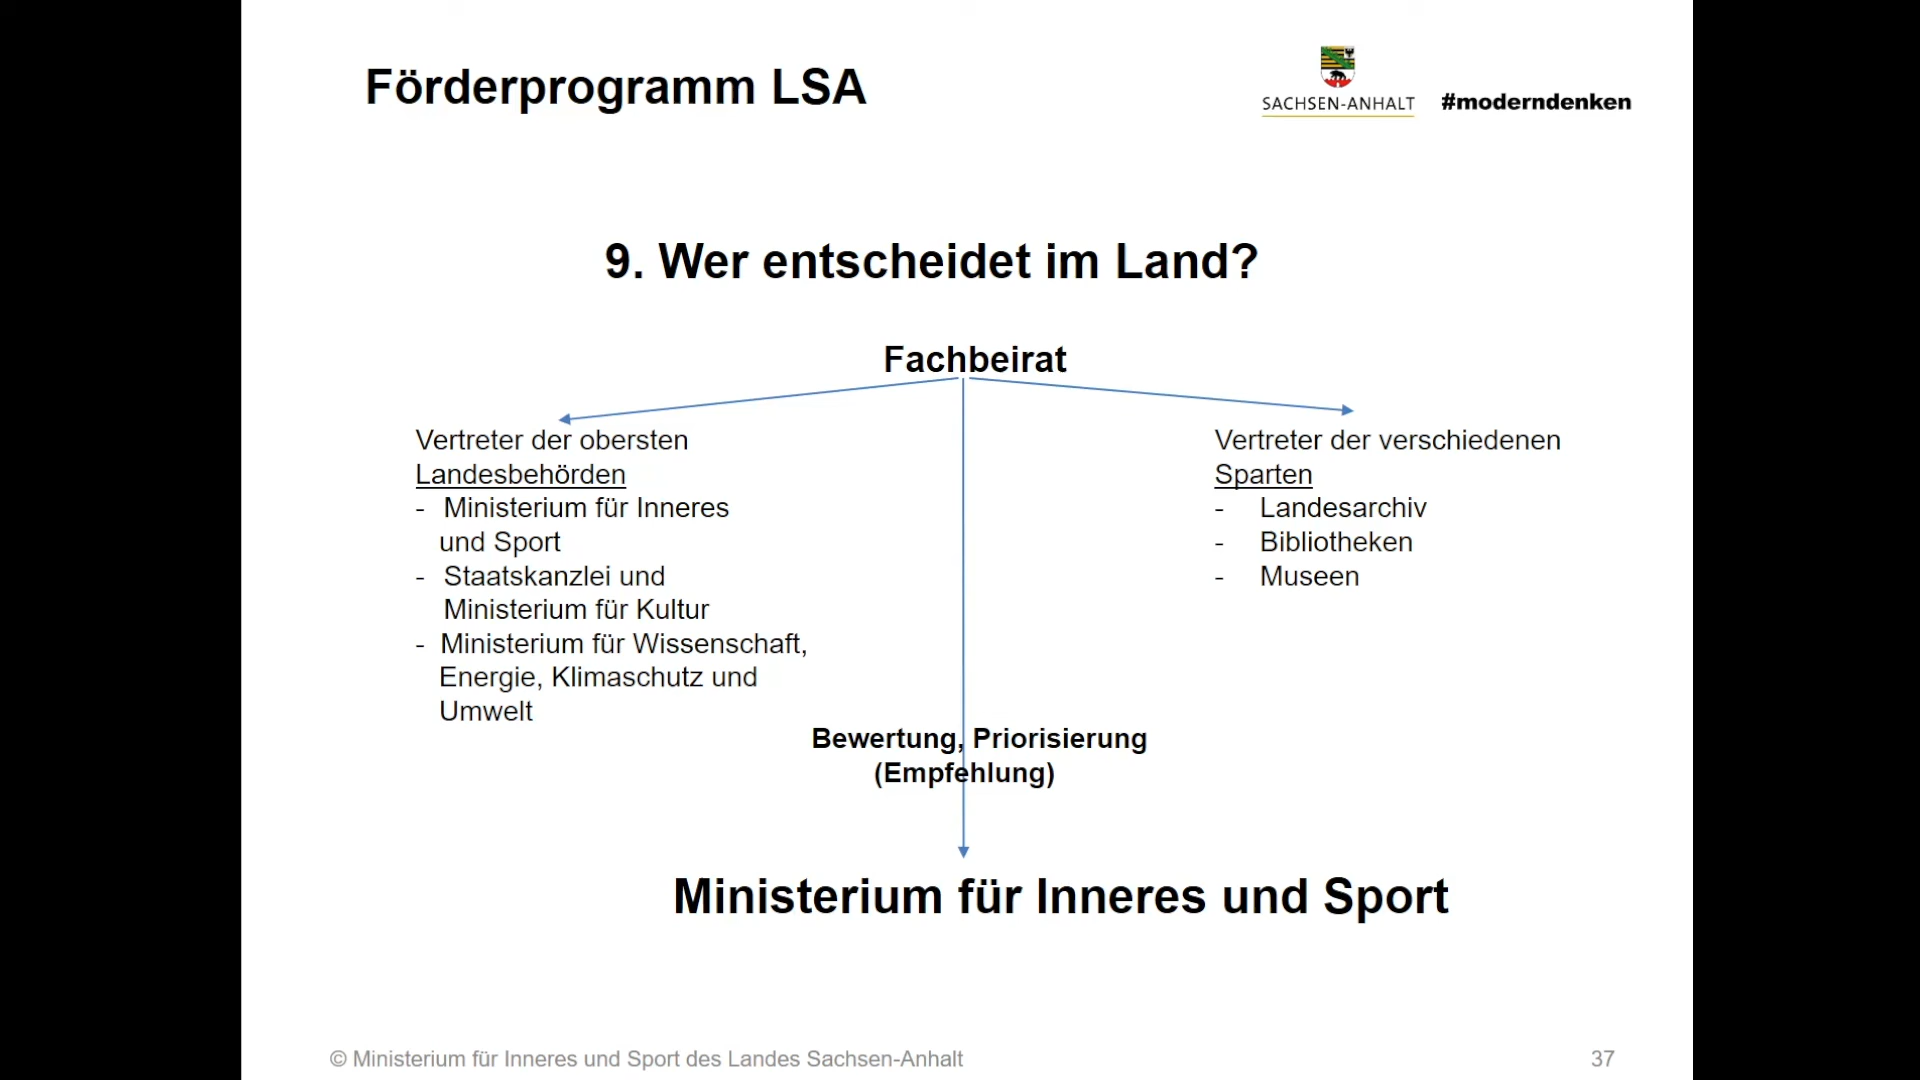 Förderprogramm LSA
SACHSEN-ANHALT
#moderndenken
9. Wer entscheidet im Land?
Fachbeirat
Vertreter der obersten
Landesbehörden
- Ministerium für Inneres
und Sport
- Staatskanzlei und
Ministerium für Kultur
- Ministerium für Wissenschaft,
Energie, Klimaschutz und
Umwelt
Vertreter der verschiedenen
Sparten
- Landesarchiv
- Bibliotheken
- Museen
Bewertung, Priorisierung
(Empfehlung)
Ministerium für Inneres und Sport
© Ministerium für Inneres und Sport des Landes Sachsen-Anhalt
37